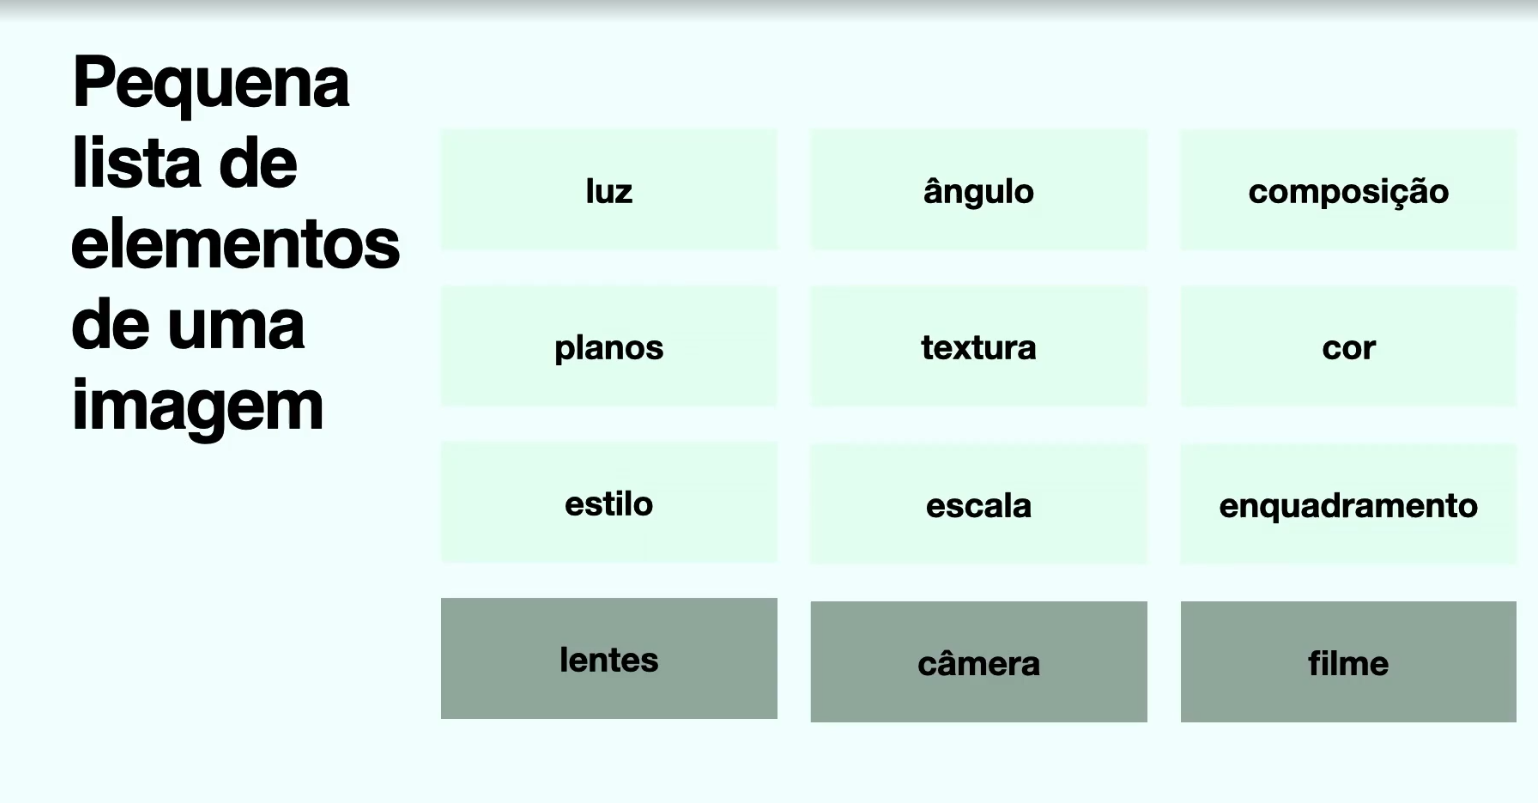 Pequena
lista de
elementos
de uma
imagem
luz
ângulo
composição
planos
textura
cor
estilo
escala
enquadramento
lentes
câmera
filme